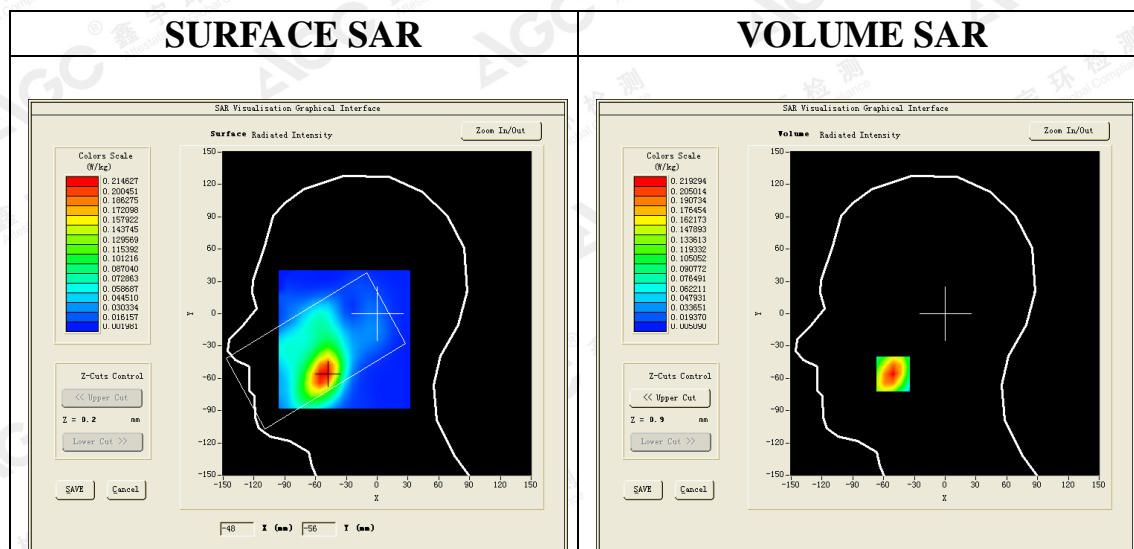 SURFACE SAR
VOLUME SAR
SAR Visualisation Graphical Interface
Surface Radiated Intensity
Zoom In/Out
Colors Scale
(W/kg)
0.214627
0.200451
0.186275
0.172098
0.157922
0.143745
0.129569
0.115392
0.101216
0.087040
0.072863
0.058687
0.044510
0.030334
0.016157
0.001981
Z-Cuts Control
<< Upper Cut
Z = 0.2 mm
Lower Cut >>
SAVE Cancel
150
120
90
60
30
0
-30
-60
-90
-120
-150
Y
-150 -120 -90 -60 -30 0 30 60 90 120 150
X
-48 X (mm) -56 Y (mm)
SAR Visualisation Graphical Interface
Volume Radiated Intensity
Zoom In/Out
Colors Scale
(W/kg)
0.219294
0.205014
0.190734
0.176454
0.162173
0.147893
0.133613
0.119332
0.105052
0.090772
0.076491
0.062211
0.047931
0.033651
0.019370
0.005090
Z-Cuts Control
<< Upper Cut
Z = 0.9 mm
Lower Cut >>
SAVE Cancel
150
120
90
60
30
0
-30
-60
-90
-120
-150
Y
-150 -120 -90 -60 -30 0 30 60 90 120 150
X